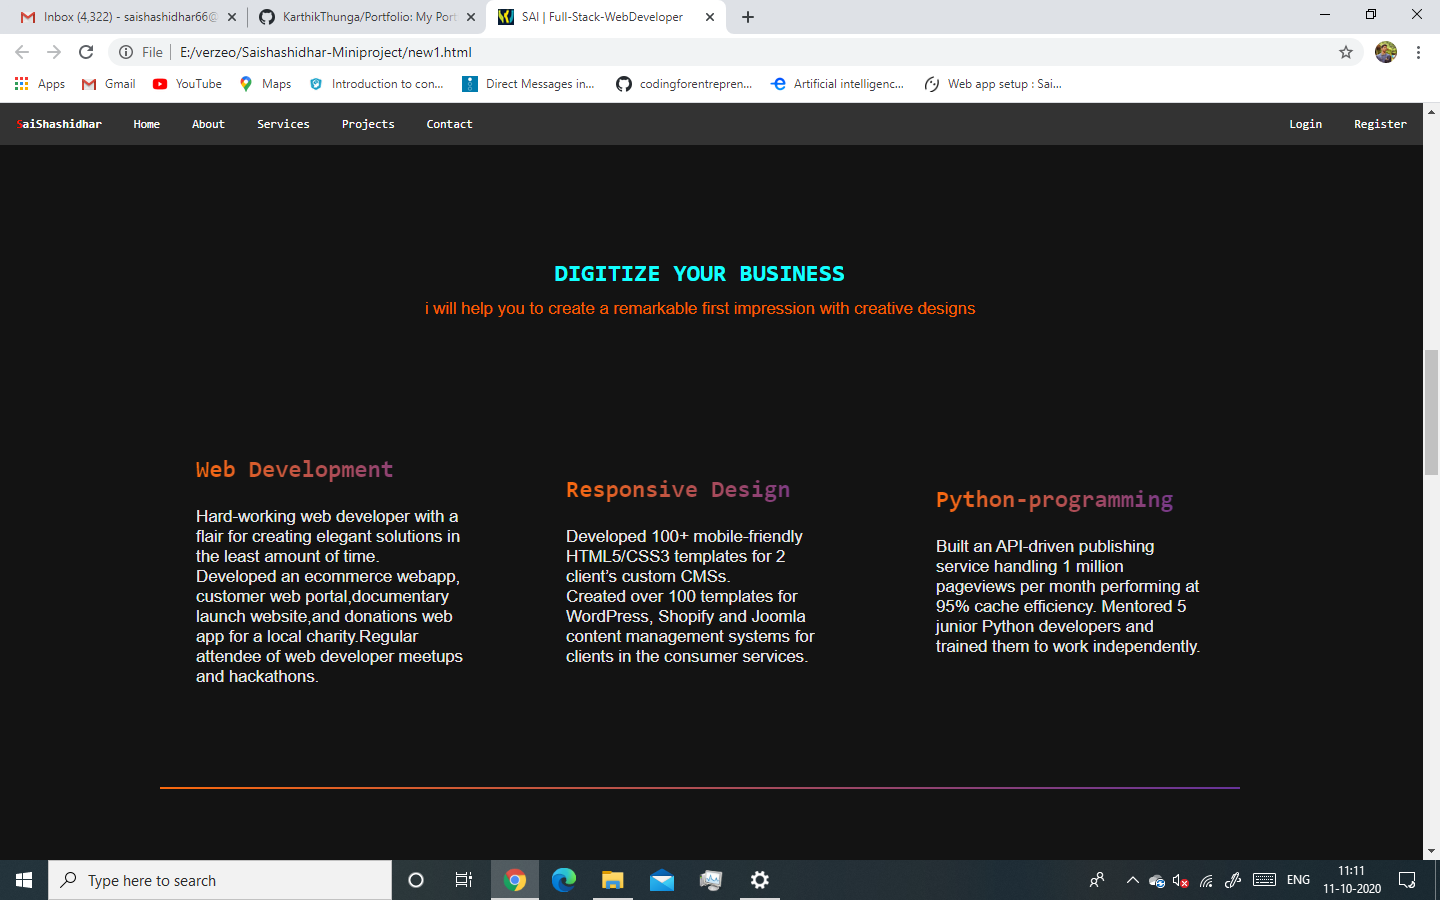 Inbox (4,322) - saishashidhar66@
KarthikThunga/Portfolio: My Port
SAI | Full-Stack-WebDeveloper
File
E:/verzeo/Saishashidhar-Miniproject/new1.html
Apps
Gmail
YouTube
Maps
Introduction to con...
Direct Messages in...
codingforentrepren...
Artificial intelligenc...
Web app setup : Sai...
SaiShashidhar
Home
About
Services
Projects
Contact
Login
Register
DIGITIZE YOUR BUSINESS
i will help you to create a remarkable first impression with creative designs
Web Development
Hard-working web developer with a
flair for creating elegant solutions in
the least amount of time.
Developed an ecommerce webapp,
customer web portal,documentary
launch website,and donations web
app for a local charity.Regular
attendee of web developer meetups
and hackathons.
Responsive Design
Developed 100+ mobile-friendly
HTML5/CSS3 templates for 2
client's custom CMSs.
Created over 100 templates for
WordPress, Shopify and Joomla
content management systems for
clients in the consumer services.
Python-programming
Built an API-driven publishing
service handling 1 million
pageviews per month performing at
95% cache efficiency. Mentored 5
junior Python developers and
trained them to work independently.
Type here to search
ENG
11:11
11-10-2020